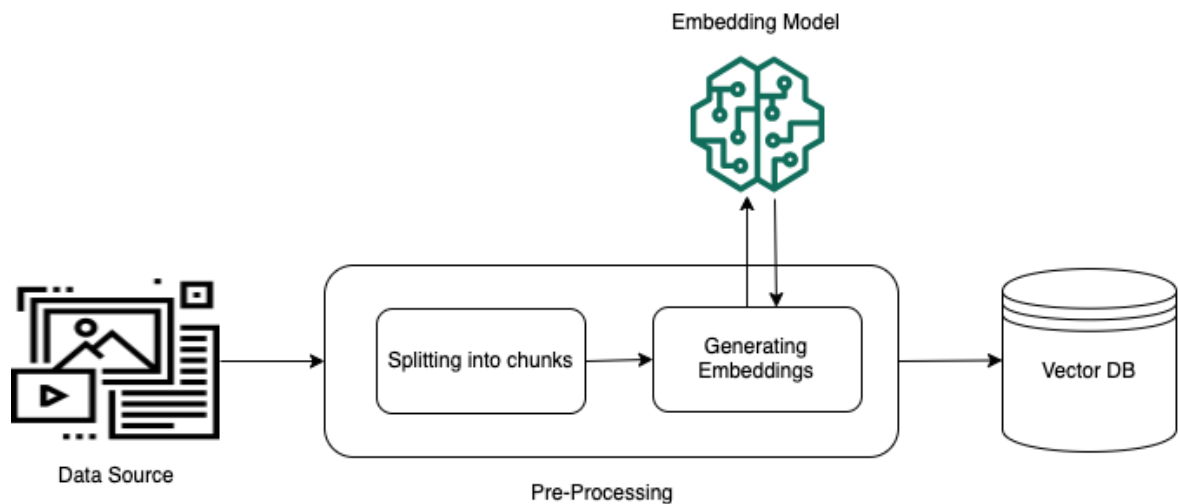 Embedding Model
Splitting into chunks
Generating
Embeddings
Vector DB
Data Source
Pre-Processing